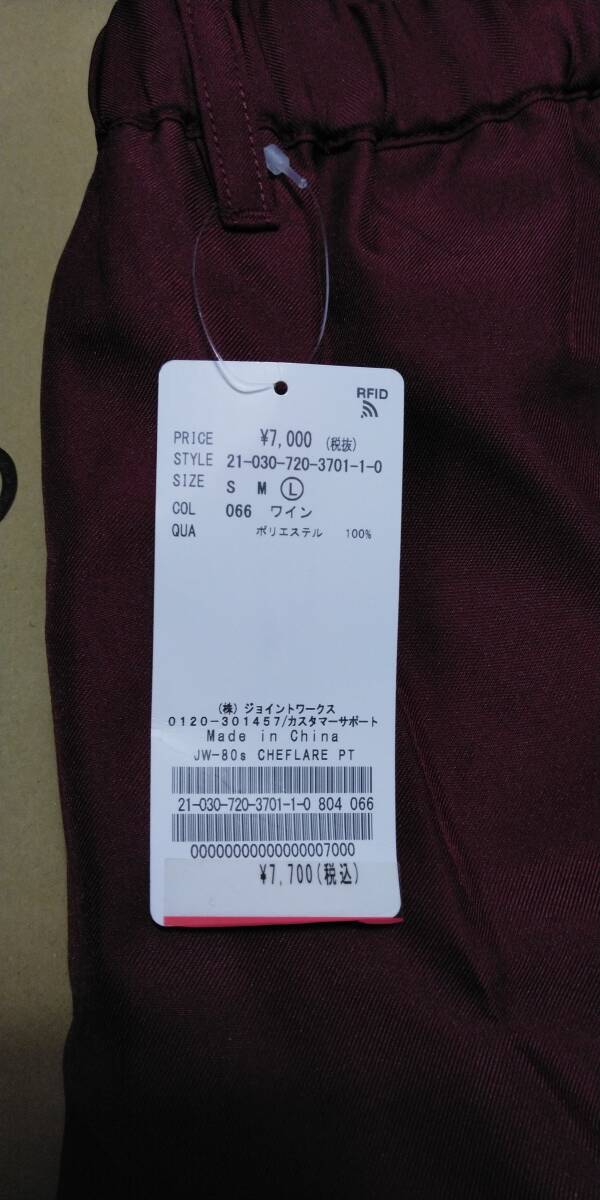 RFID
PRICE ¥7,000 (税抜)
STYLE 21-030-720-3701-1-0
SIZE S M L
COL 066 ワイン
QUA ポリエステル 100%
(株) ジョイントワークス
0120-301457/カスタマーサポート
Made in China
JW-80s CHEFLARE PT
21-030-720-3701-1-0 804 066
00000000000000007000
¥7,700(税込)